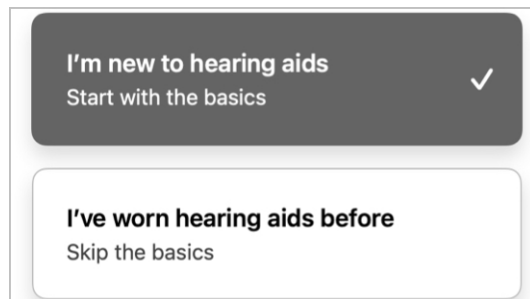 I’m new to hearing aids
Start with the basics
I’ve worn hearing aids before
Skip the basics